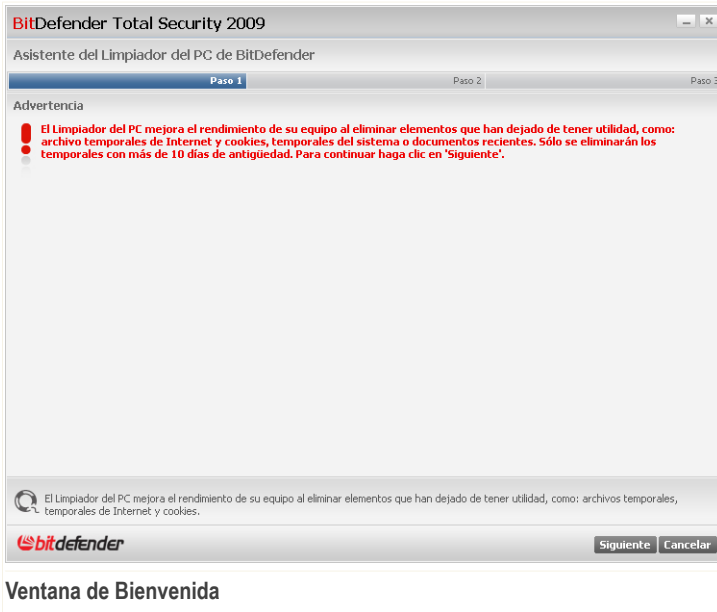 BitDefender Total Security 2009
Asistente del Limpiador del PC de BitDefender
Paso 1 Paso 2 Paso 3
Advertencia
El Limpiador del PC mejora el rendimiento de su equipo al eliminar elementos que han dejado de tener utilidad, como:
archivo temporales de Internet y cookies, temporales del sistema o documentos recientes. Sólo se eliminarán los
temporales con más de 10 días de antigüedad. Para continuar haga clic en 'Siguiente'.
El Limpiador del PC mejora el rendimiento de su equipo al eliminar elementos que han dejado de tener utilidad, como: archivos temporales,
temporales de Internet y cookies.
bitdefender
Siguiente Cancelar
Ventana de Bienvenida